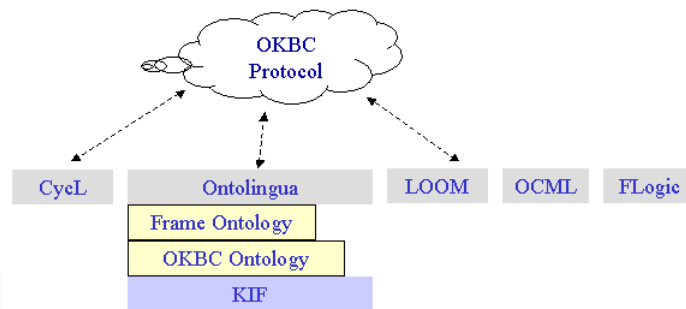 OKBC
Protocol
CycL
Ontolingua
LOOM
OCML
FLogic
Frame Ontology
OKBC Ontology
KIF